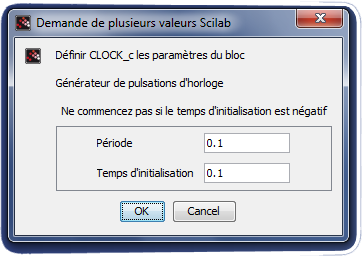 Demande de plusieurs valeurs Scilab
Définir CLOCK_c les paramètres du bloc
Générateur de pulsations d'horloge
Ne commencez pas si le temps d'initialisation est négatif
Période 0.1
Temps d'initialisation 0.1
OK Cancel